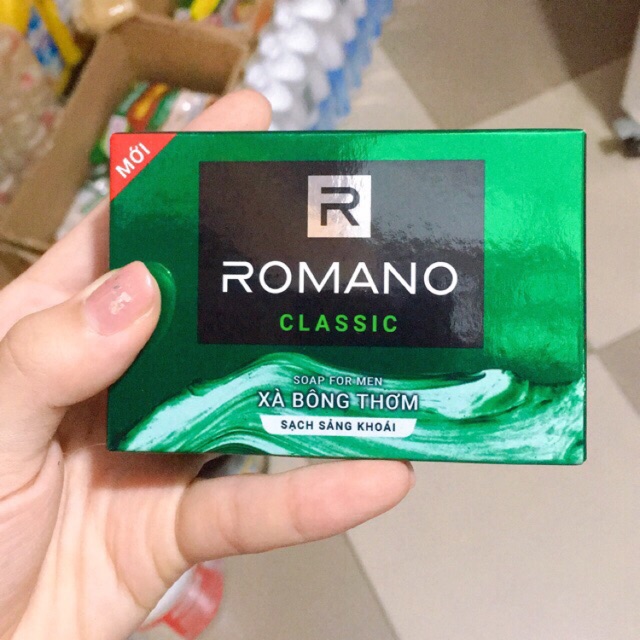 MỚI
R
ROMANO
CLASSIC
SOAP FOR MEN
XÀ BÔNG THƠM
SẠCH SẢNG KHOÁI